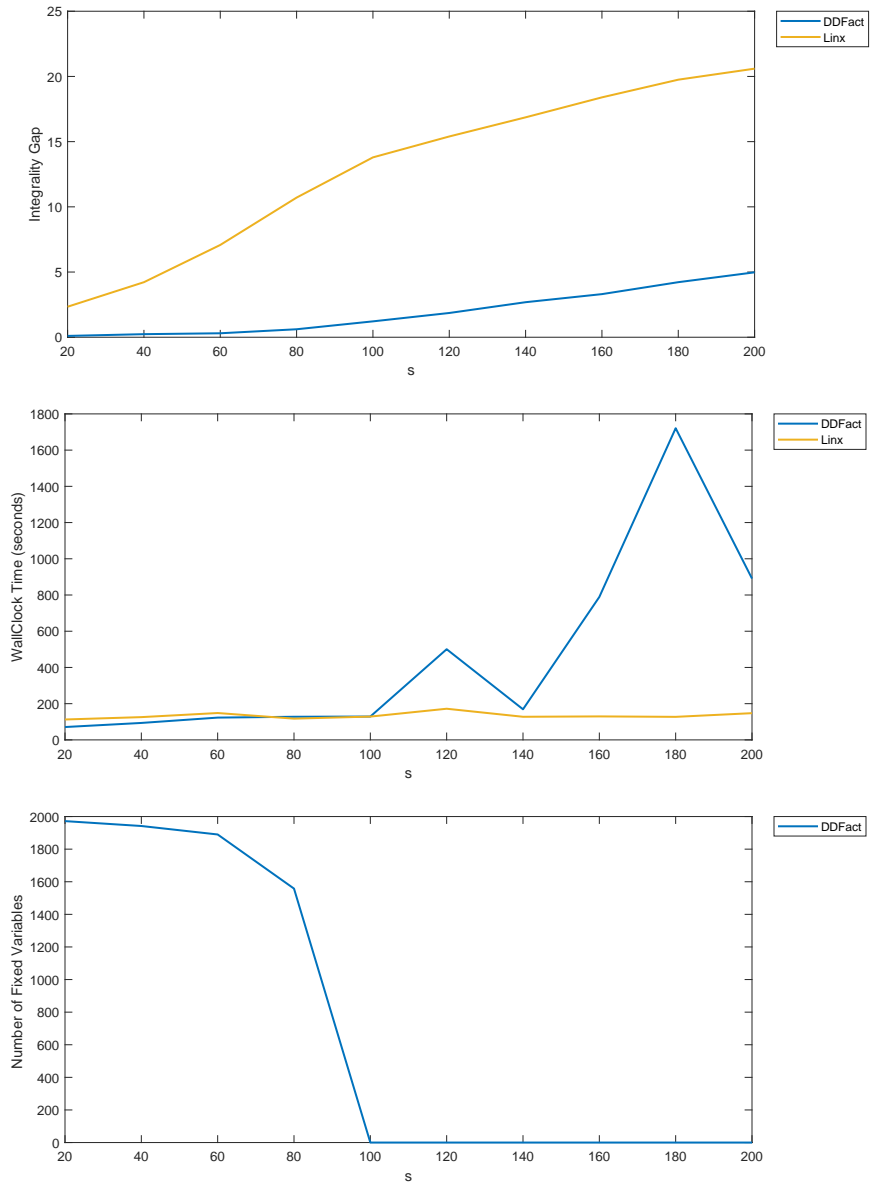 25
20
15
10
5
0
Integrality Gap
20 40 60 80 100 120 140 160 180 200
s
DDFact
Linx
1800
1600
1400
1200
1000
800
600
400
200
0
WallClock Time (seconds)
20 40 60 80 100 120 140 160 180 200
s
DDFact
Linx
2000
1800
1600
1400
1200
1000
800
600
400
200
0
Number of Fixed Variables
20 40 60 80 100 120 140 160 180 200
s
DDFact